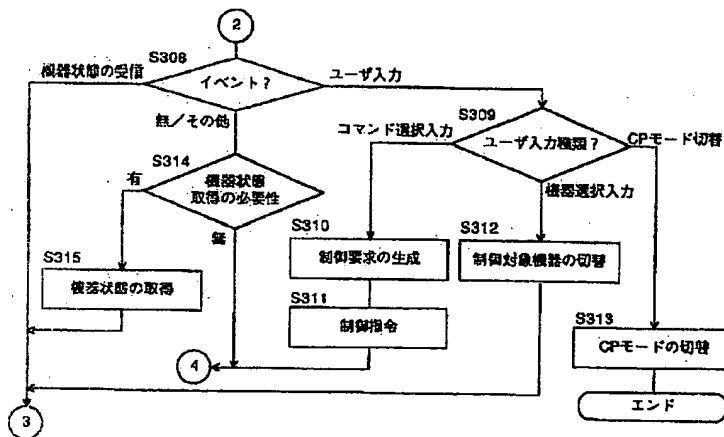 2
S308
機器状態の受信
イベント?
ユーザ入力
無/その他
S309
コマンド選択入力
ユーザ入力種類?
CPモード切替
S314
機器状態
取得の必要性
有
無
機器選択入力
S310
制御要求の生成
S312
制御対象機器の切替
S315
機器状態の取得
S311
制御指令
S313
CPモードの切替
4
エンド
3